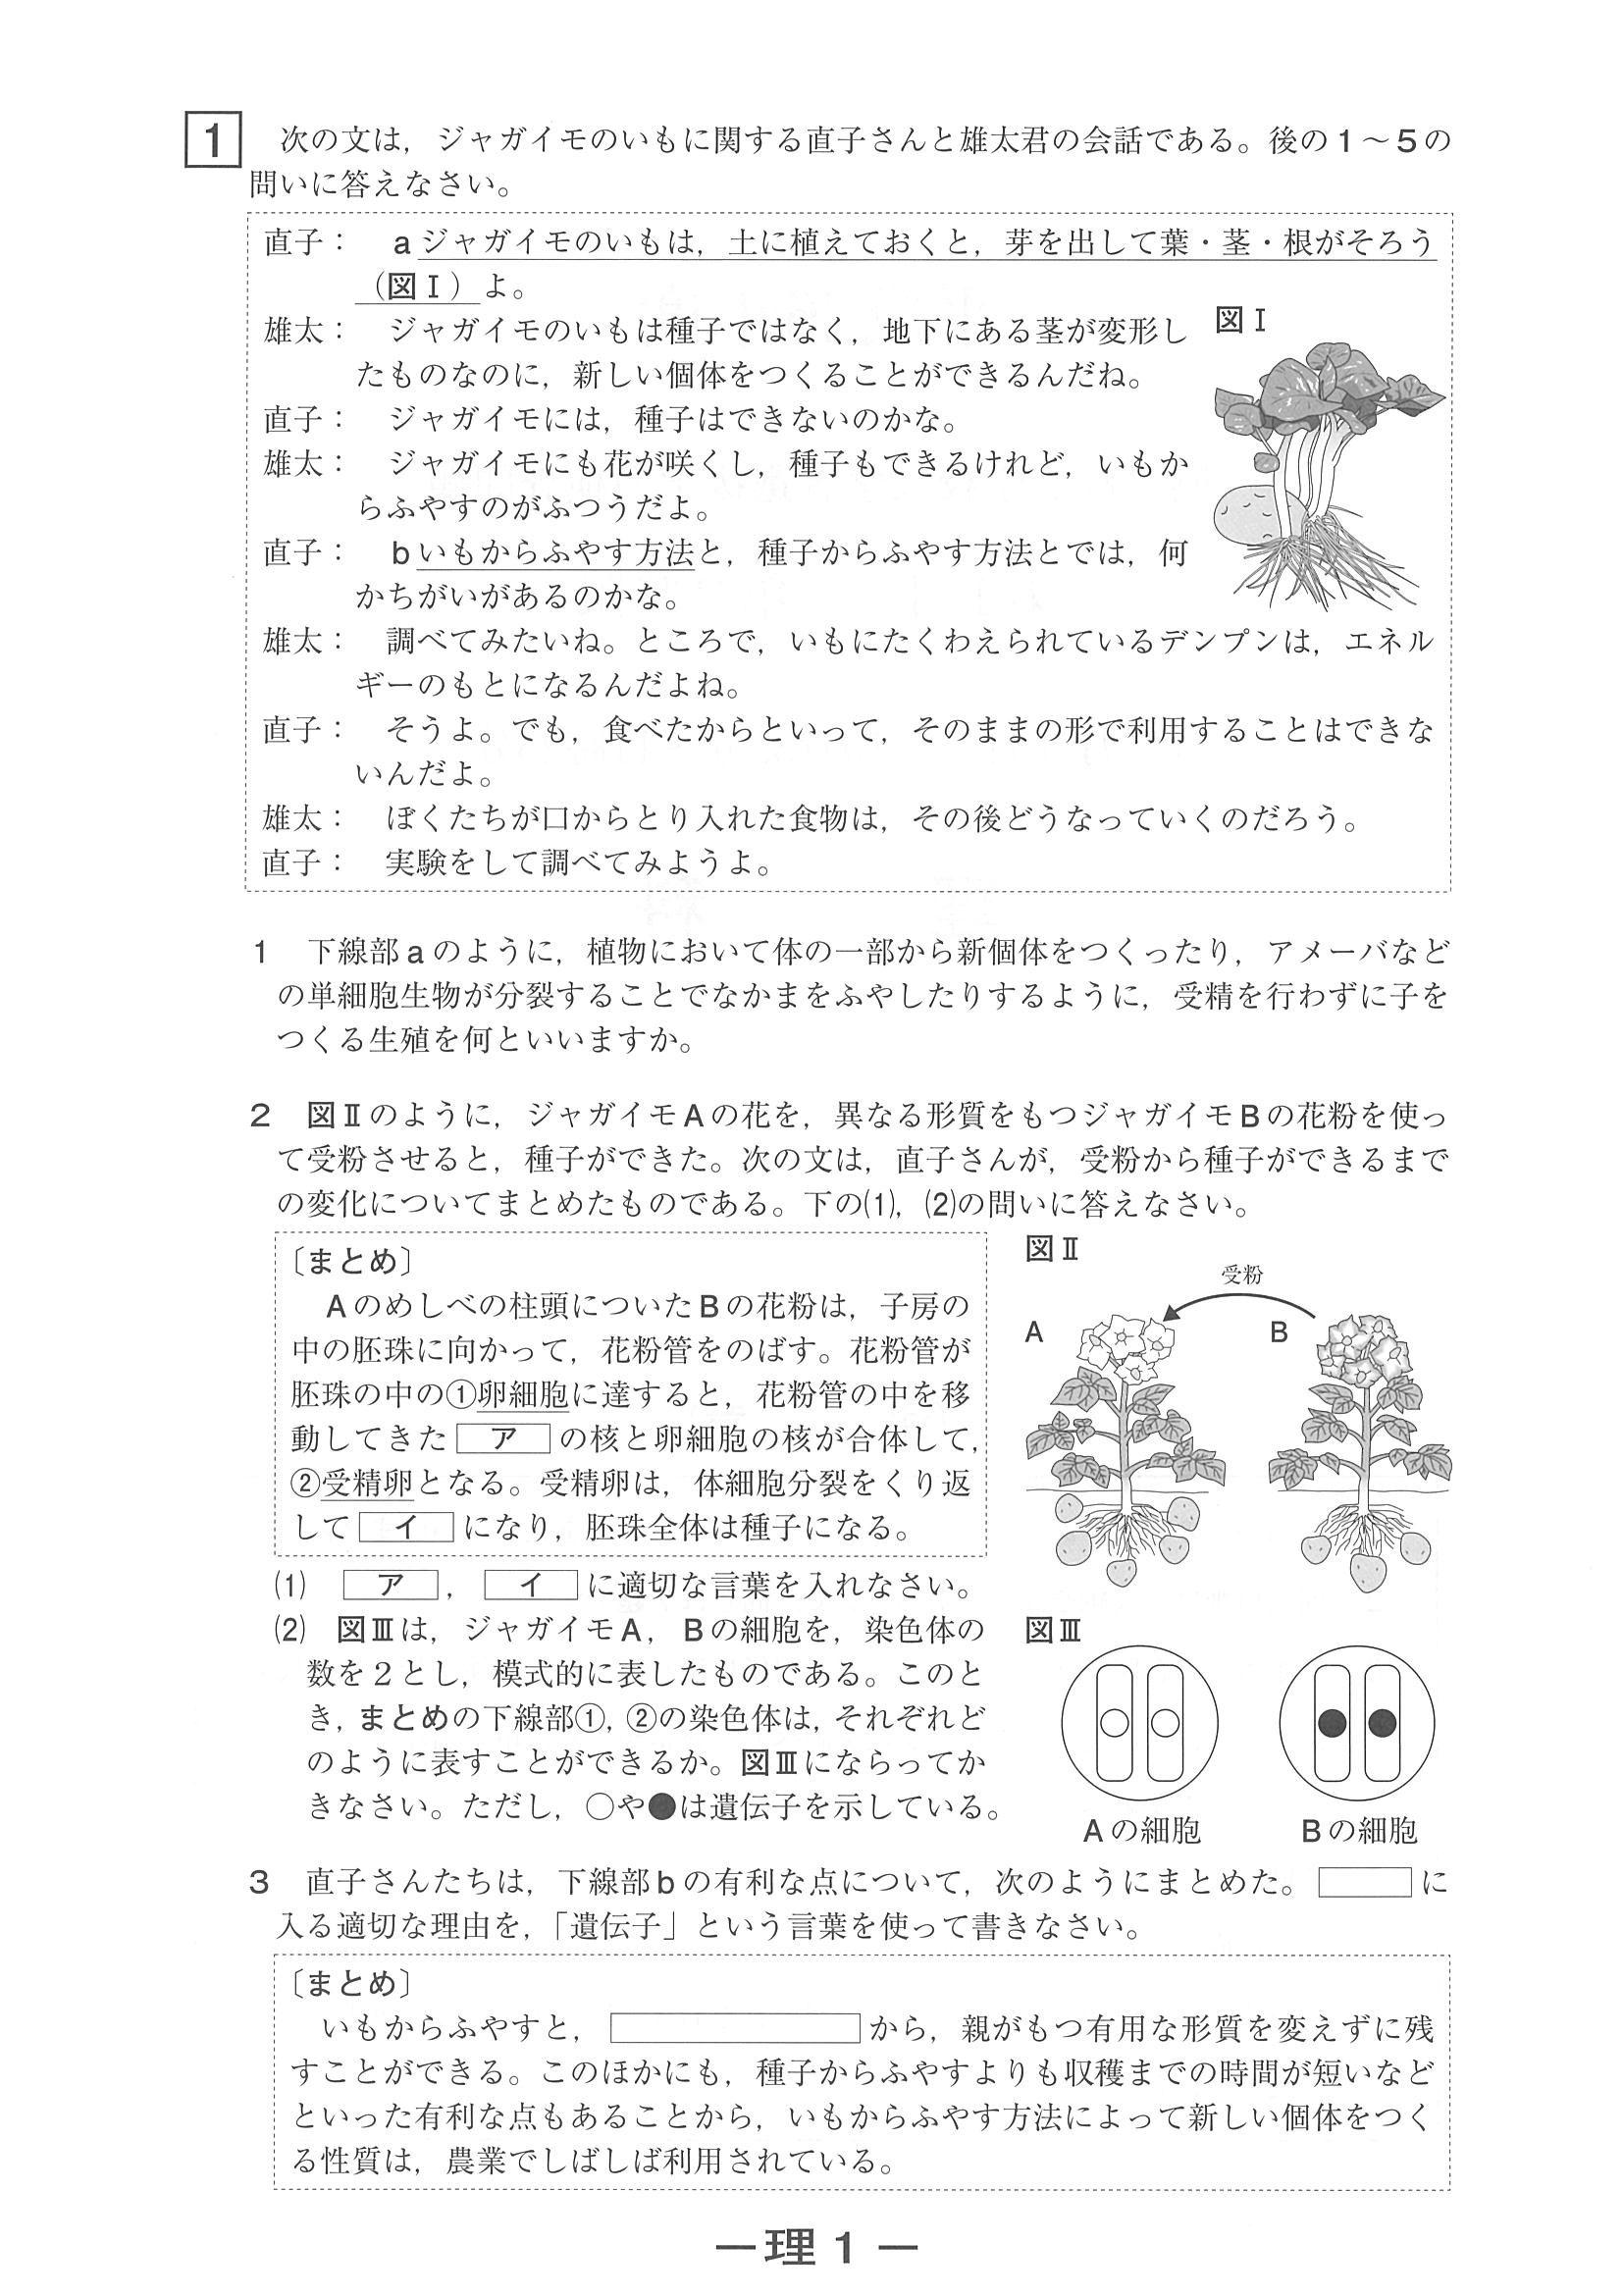 1 次の文は，ジャガイモのいもに関する直子さんと雄太君の会話である。後の１～５の
問いに答えなさい。
直子： aジャガイモのいもは，土に植えておくと，芽を出して葉・茎・根がそろう
（図Ⅰ）よ。
雄太： ジャガイモのいもは種子ではなく，地下にある茎が変形し
たものなのに，新しい個体をつくることができるんだね。
直子： ジャガイモには，種子はできないのかな。
雄太： ジャガイモにも花が咲くし，種子もできるけれど，いもか
らふやすのがふつうだよ。
直子： bいもからふやす方法と，種子からふやす方法とでは，何
かちがいがあるのかな。
図Ⅰ
雄太： 調べてみたいね。ところで，いもにたくわえられているデンプンは，エネル
ギーのもとになるんだよね。
直子： そうよ。でも，食べたからといって，そのままの形で利用することはできな
いんだよ。
雄太： ぼくたちが口からとり入れた食物は，その後どうなっていくのだろう。
直子： 実験をして調べてみようよ。
1 下線部aのように，植物において体の一部から新個体をつくったり，アメーバなど
の単細胞生物が分裂することでなかまをふやしたりするように，受精を行わずに子を
つくる生殖を何といいますか。
2 図Ⅱのように，ジャガイモAの花を，異なる形質をもつジャガイモBの花粉を使っ
て受粉させると，種子ができた。次の文は，直子さんが，受粉から種子ができるまで
の変化についてまとめたものである。下の⑴，⑵の問いに答えなさい。
〔まとめ〕
Aのめしべの柱頭についたBの花粉は，子房の
中の胚珠に向かって，花粉管をのばす。花粉管が
胚珠の中の①卵細胞に達すると，花粉管の中を移
動してきた ア の核と卵細胞の核が合体して，
②受精卵となる。受精卵は，体細胞分裂をくり返
して イ になり，胚珠全体は種子になる。
図Ⅱ
受粉
A
B
⑴ ア ， イ に適切な言葉を入れなさい。
⑵ 図Ⅲは，ジャガイモA，Bの細胞を，染色体の
数を２とし，模式的に表したものである。このと
き，まとめの下線部①，②の染色体は，それぞれど
のように表すことができるか。図Ⅲにならってか
きなさい。ただし，○や●は遺伝子を示している。
図Ⅲ
Aの細胞
Bの細胞
3 直子さんたちは，下線部bの有利な点について，次のようにまとめた。 に
入る適切な理由を，「遺伝子」という言葉を使って書きなさい。
〔まとめ〕
いもからふやすと， から，親がもつ有用な形質を変えずに残
すことができる。このほかにも，種子からふやすよりも収穫までの時間が短いなど
といった有利な点もあることから，いもからふやす方法によって新しい個体をつく
る性質は，農業でしばしば利用されている。
―理1―